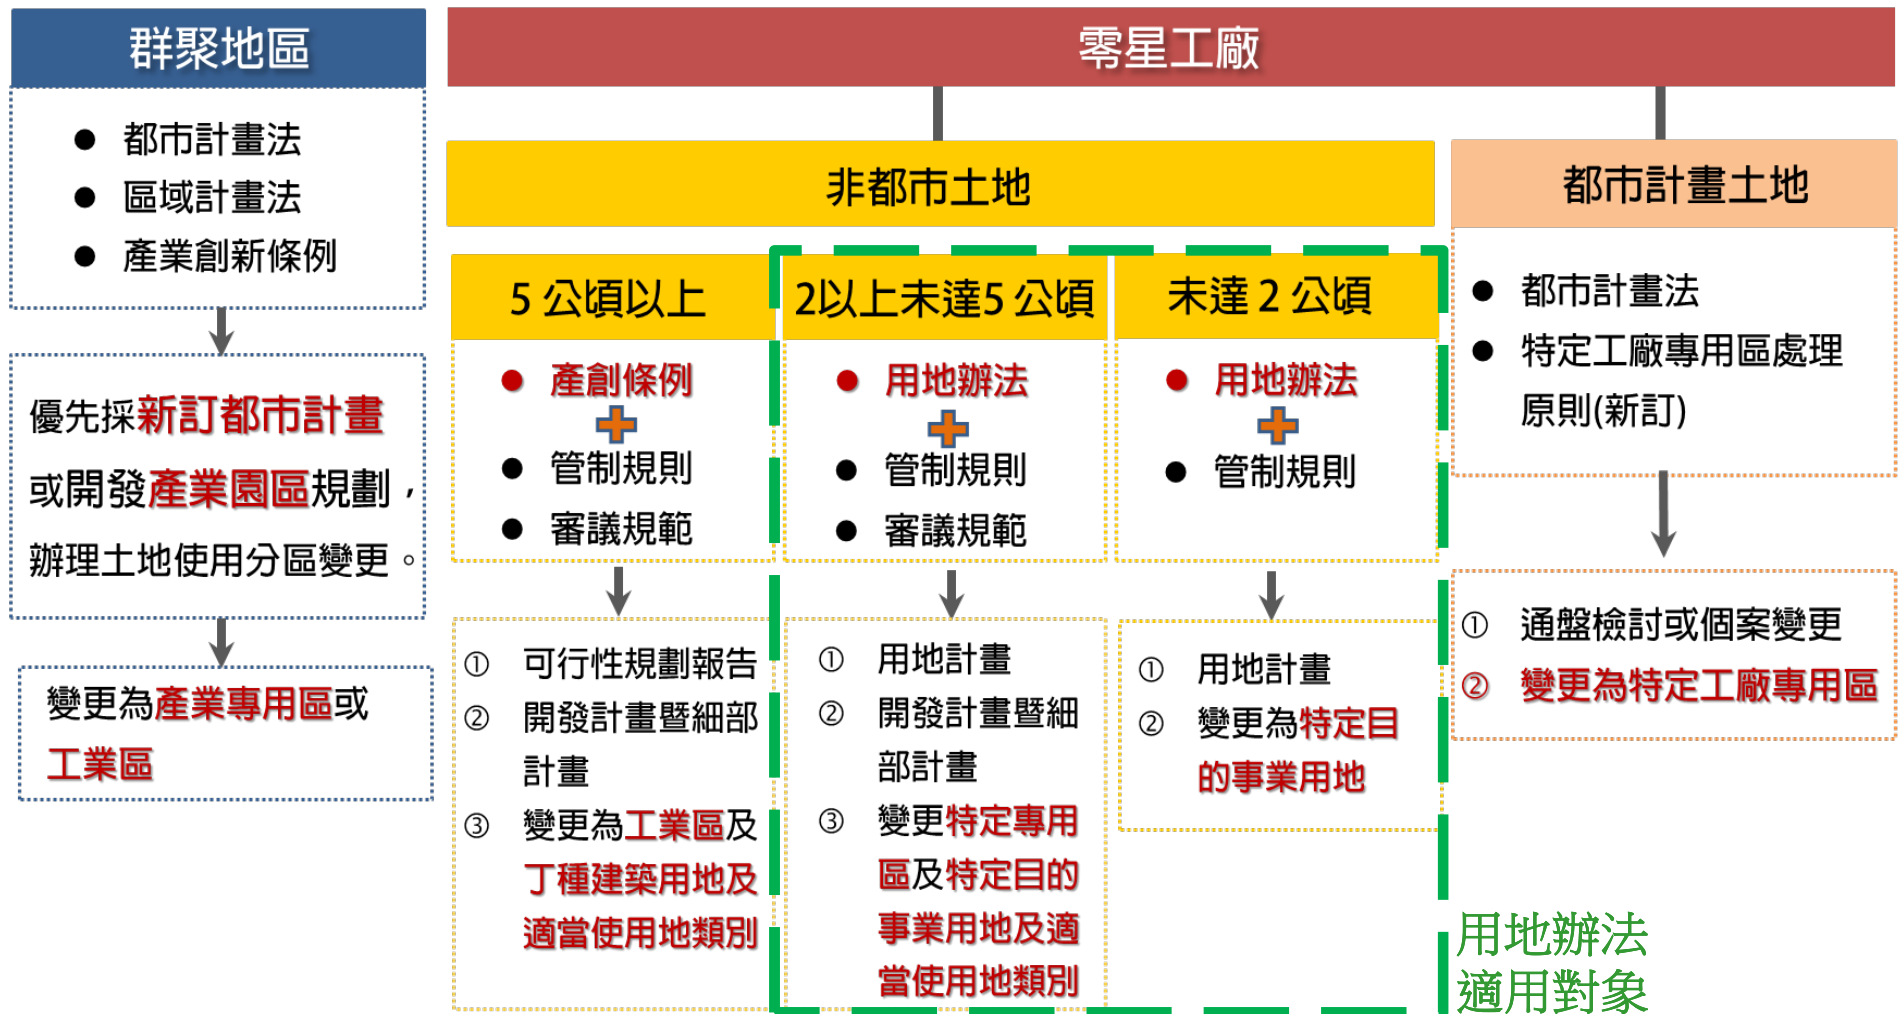 群聚地區
● 都市計畫法
● 區域計畫法
● 產業創新條例
優先採新訂都市計畫
或開發產業園區規劃，
辦理土地使用分區變更。
變更為產業專用區或
工業區
零星工廠
非都市土地
5 公頃以上
● 產創條例
● 管制規則
● 審議規範
① 可行性規劃報告
② 開發計畫暨細部
計畫
③ 變更為工業區及
丁種建築用地及
適當使用地類別
2以上未達5 公頃
● 用地辦法
● 管制規則
● 審議規範
① 用地計畫
② 開發計畫暨細
部計畫
③ 變更特定專用
區及特定目的
事業用地及適
當使用地類別
未達 2 公頃
● 用地辦法
● 管制規則
① 用地計畫
② 變更為特定目
的事業用地
都市計畫土地
● 都市計畫法
● 特定工廠專用區處理
原則(新訂)
① 通盤檢討或個案變更
② 變更為特定工廠專用區
用地辦法
適用對象